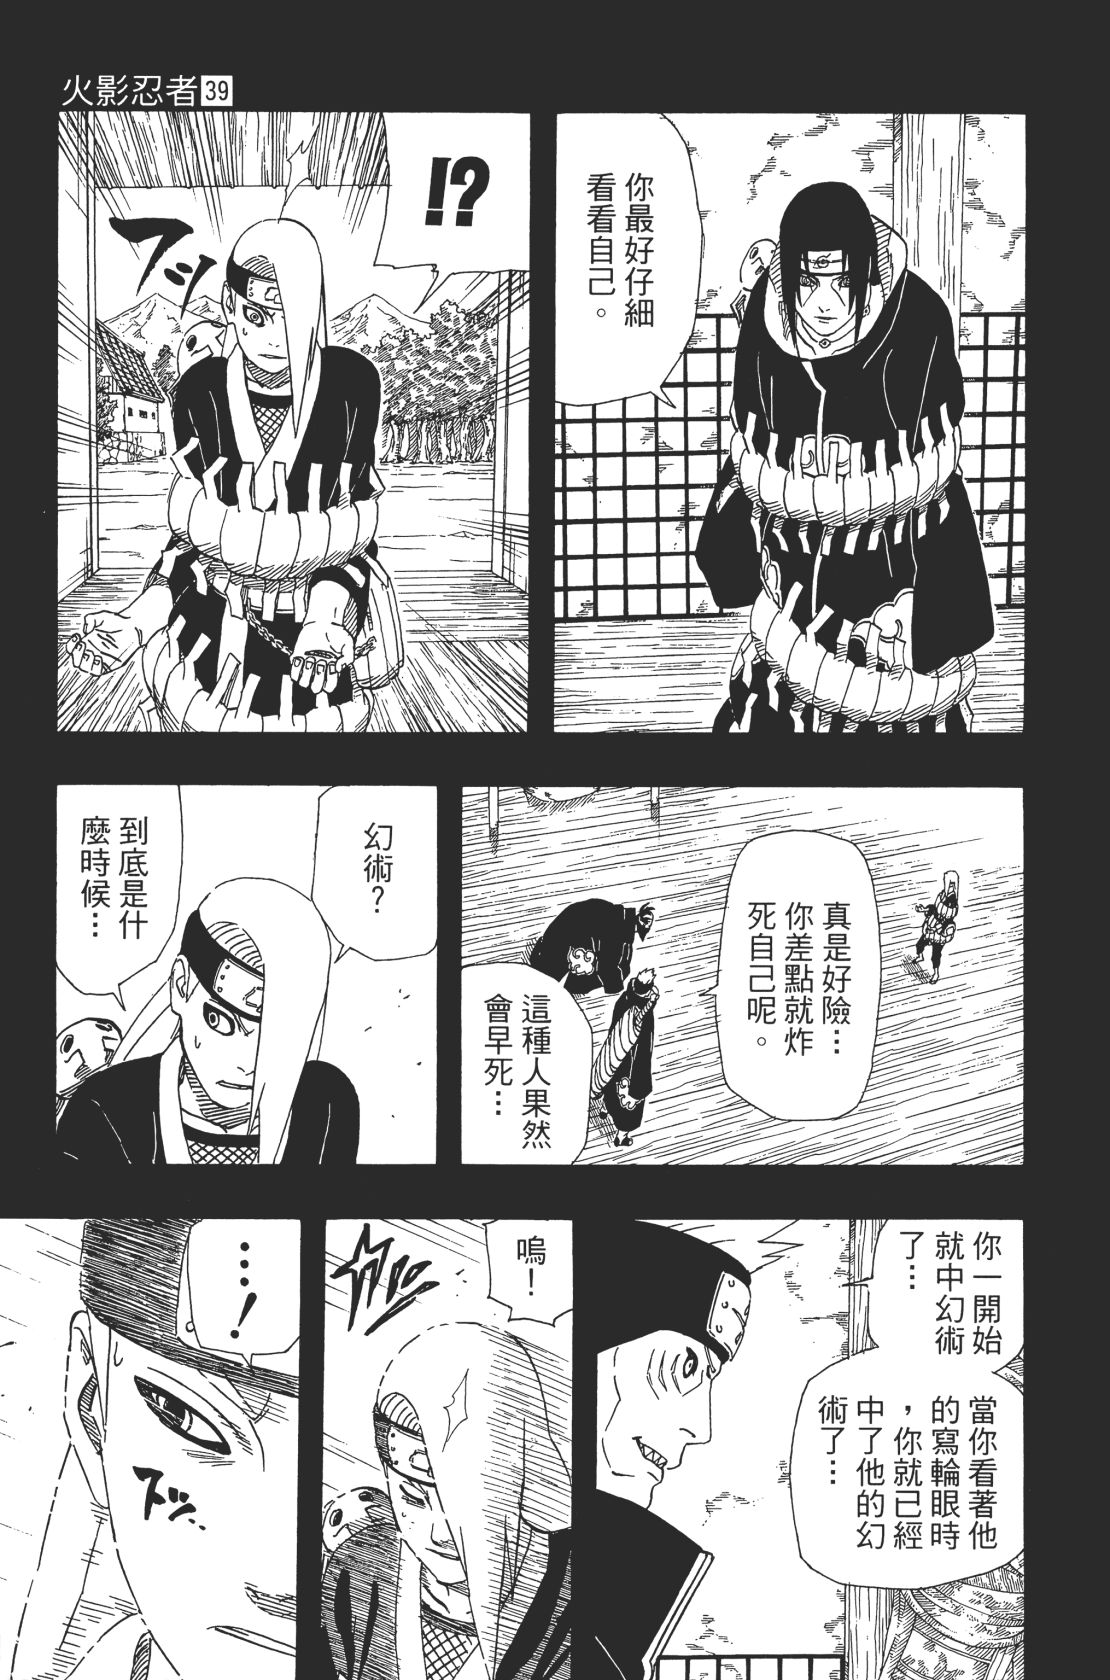 火影忍者39
你最好仔細
看看自己。
!?
フッ
真是好險…
你差點就炸
死自己呢。
這種人果然
會早死…
幻術?
到底是什
麼時候…
你一開始
就中幻術
了…
當你看著他
的寫輪眼時
,你就已經
中了他的幻
術了…
嗚!
…!
ズッ